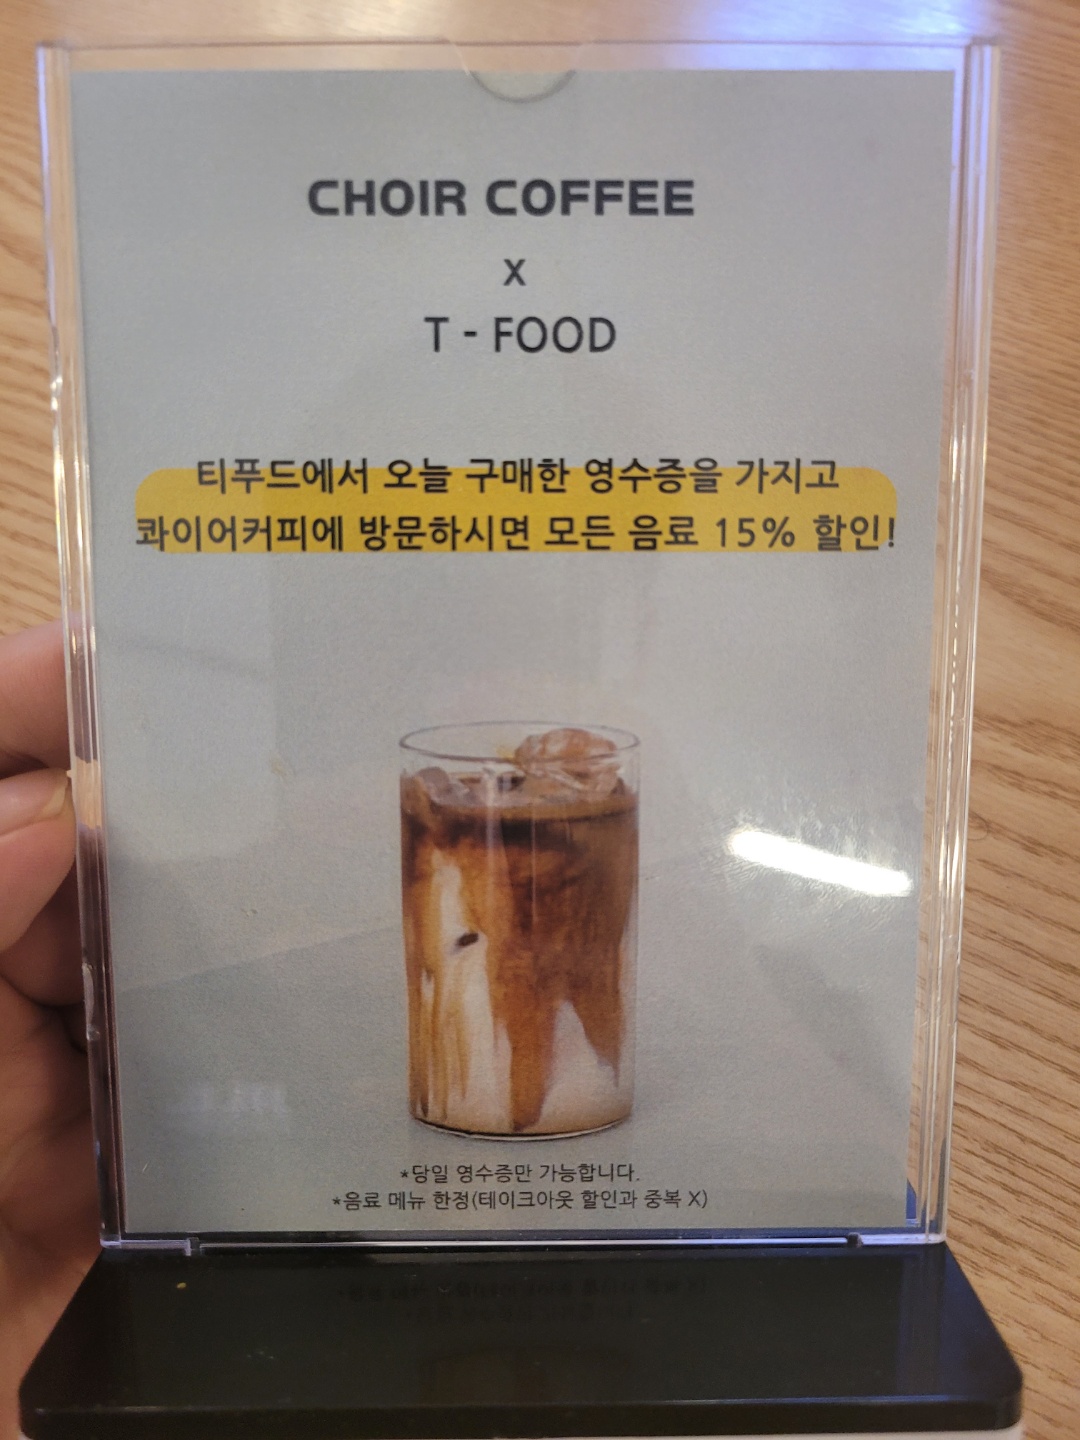 CHOIR COFFEE
X
T - FOOD
티푸드에서 오늘 구매한 영수증을 가지고
콰이어커피에 방문하시면 모든 음료 15% 할인!
*당일 영수증만 가능합니다.
*음료 메뉴 한정(테이크아웃 할인과 중복 X)